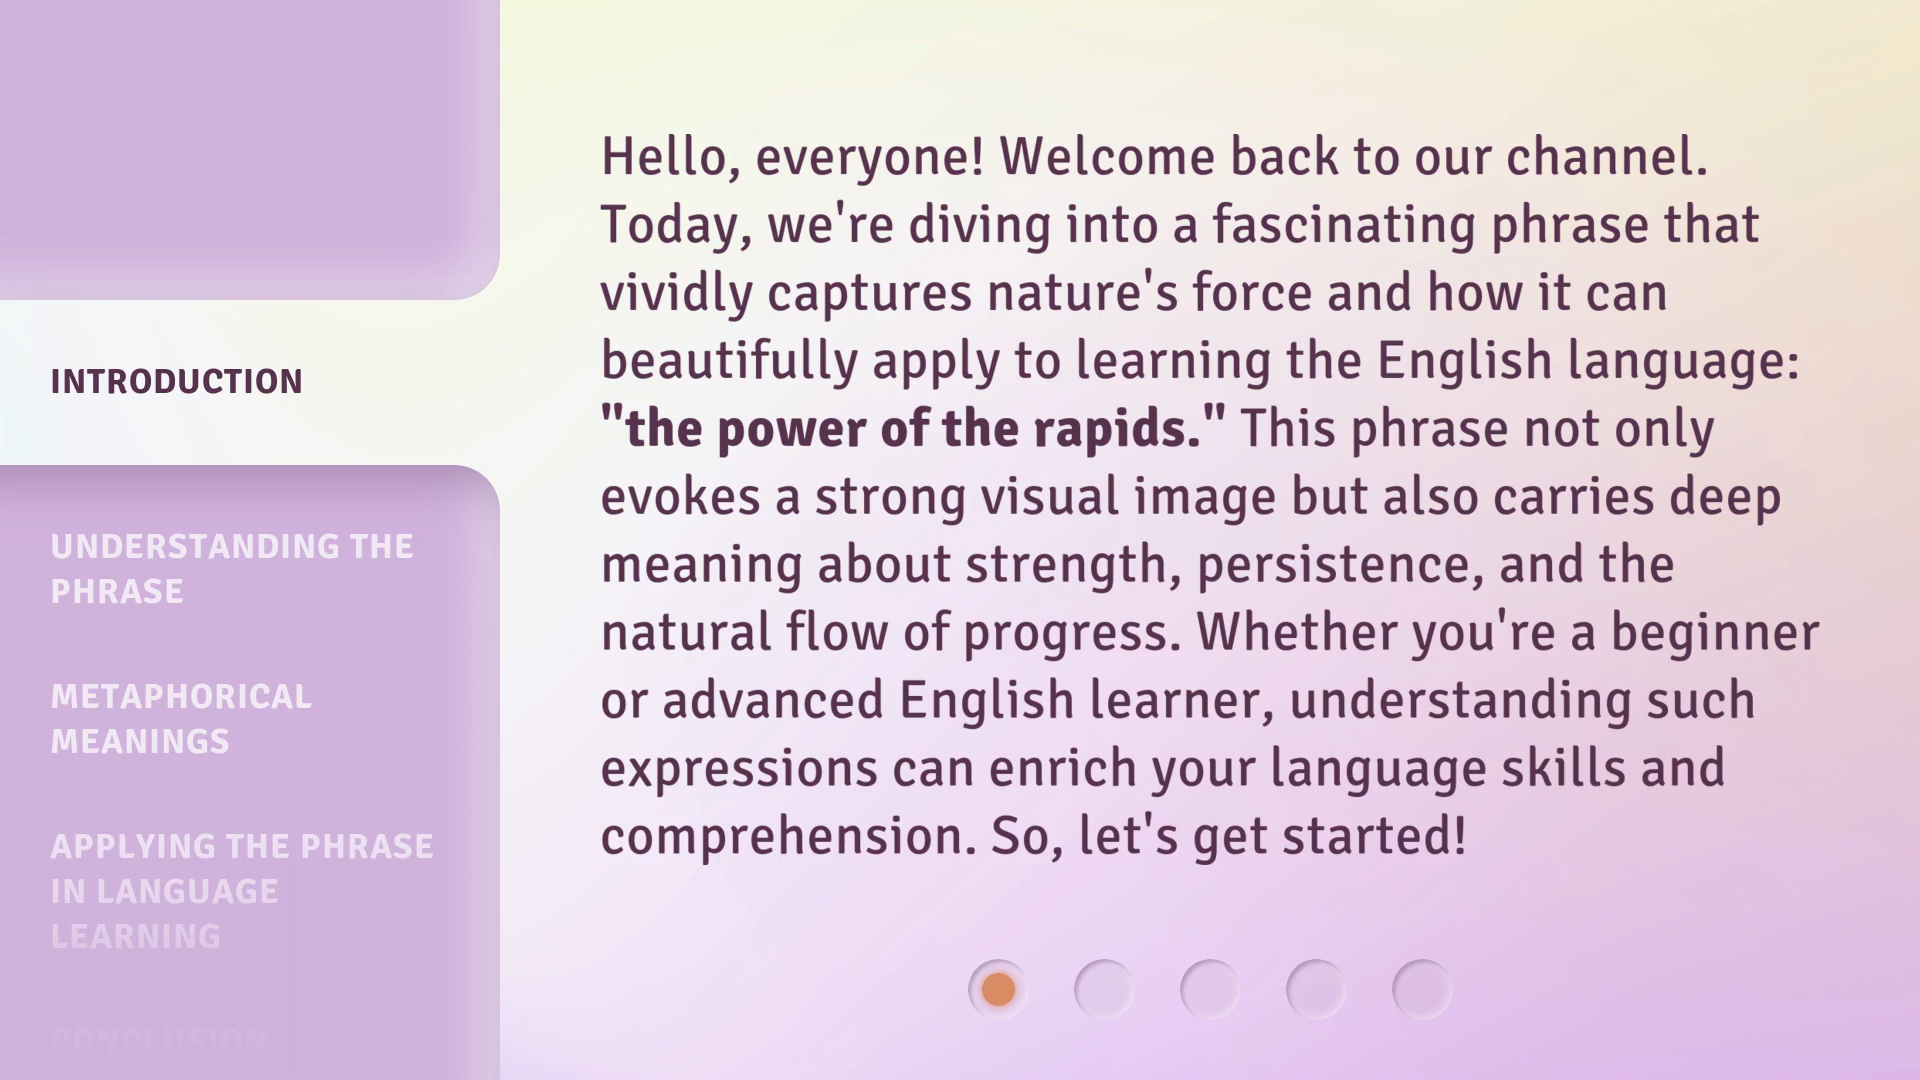 INTRODUCTION
UNDERSTANDING THE
PHRASE
METAPHORICAL
MEANINGS
APPLYING THE PHRASE
IN LANGUAGE
LEARNING
CONCLUSION
Hello, everyone! Welcome back to our channel.
Today, we're diving into a fascinating phrase that
vividly captures nature's force and how it can
beautifully apply to learning the English language:
"the power of the rapids." This phrase not only
evokes a strong visual image but also carries deep
meaning about strength, persistence, and the
natural flow of progress. Whether you're a beginner
or advanced English learner, understanding such
expressions can enrich your language skills and
comprehension. So, let's get started!